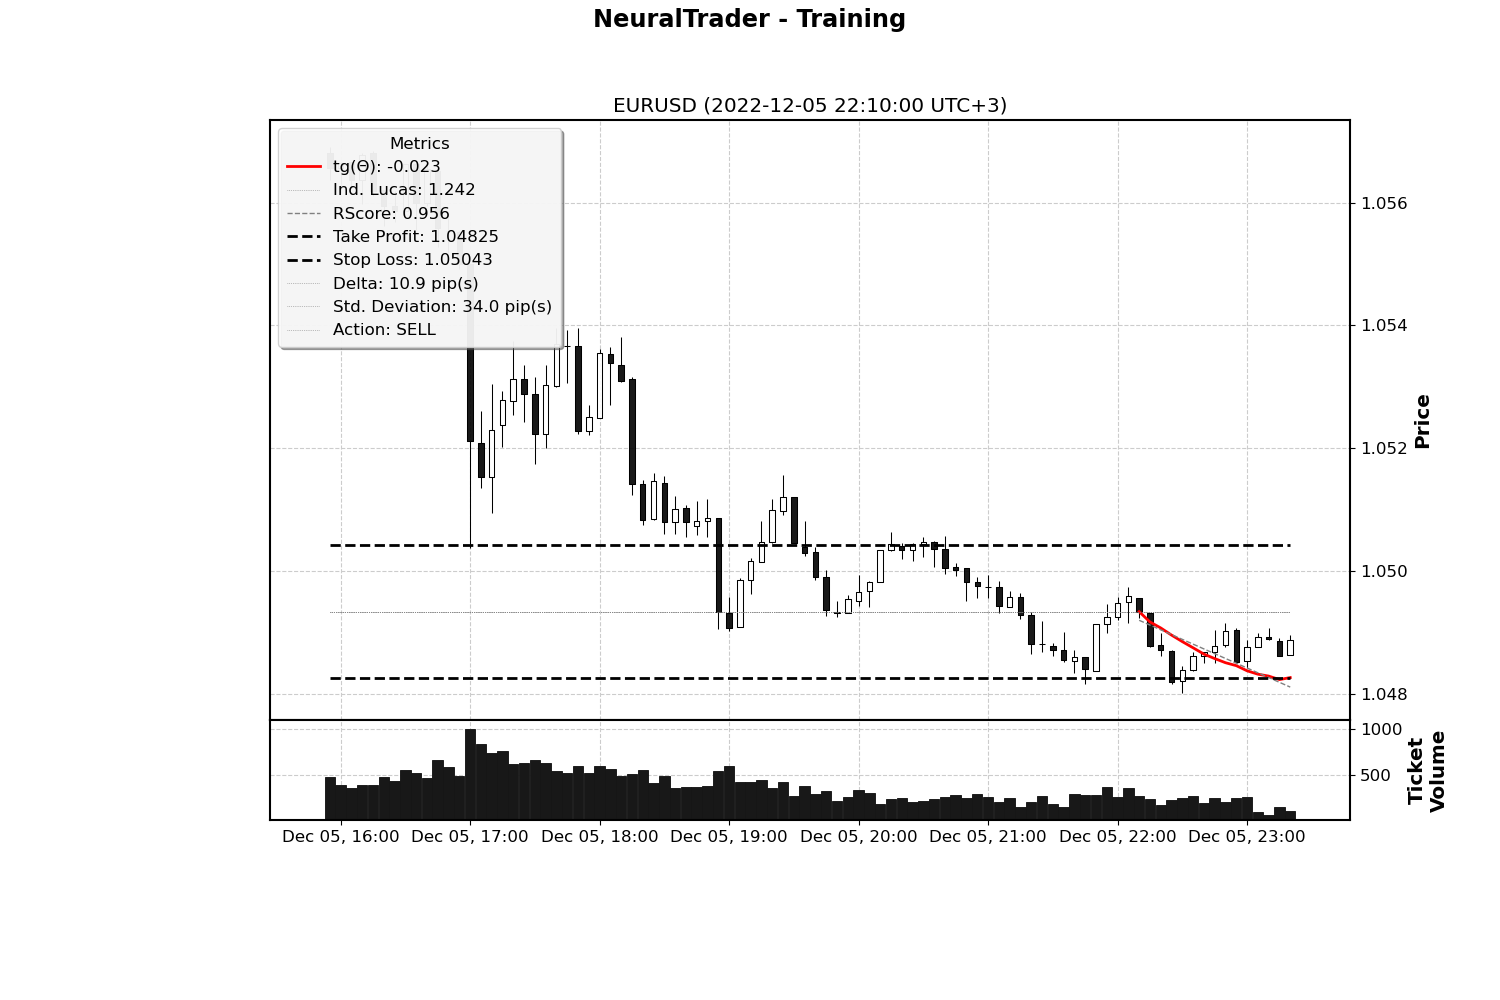 NeuralTrader - Training
EURUSD (2022-12-05 22:10:00 UTC+3)
Metrics
tg(Θ): -0.023
Ind. Lucas: 1.242
RScore: 0.956
Take Profit: 1.04825
Stop Loss: 1.05043
Delta: 10.9 pip(s)
Std. Deviation: 34.0 pip(s)
Action: SELL
1.056
1.054
1.052
1.050
1.048
Price
1000
500
Ticket
Volume
Dec 05, 16:00
Dec 05, 17:00
Dec 05, 18:00
Dec 05, 19:00
Dec 05, 20:00
Dec 05, 21:00
Dec 05, 22:00
Dec 05, 23:00